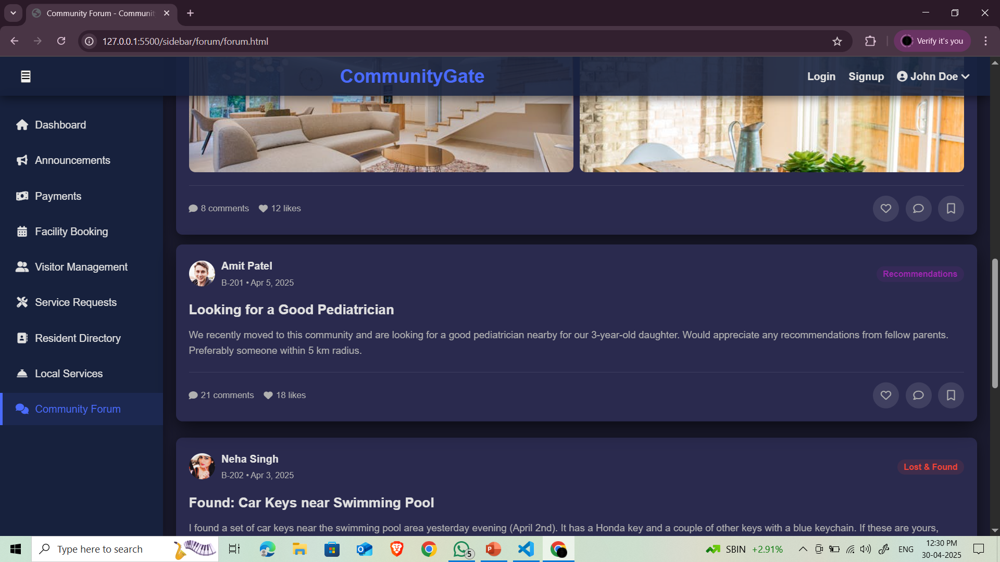 Community Forum - Communit
127.0.0.1:5500/sidebar/forum/forum.html
Verify it's you
CommunityGate
Login
Signup
John Doe
Dashboard
Announcements
Payments
Facility Booking
Visitor Management
Service Requests
Resident Directory
Local Services
Community Forum
8 comments
12 likes
Amit Patel
B-201 • Apr 5, 2025
Recommendations
Looking for a Good Pediatrician
We recently moved to this community and are looking for a good pediatrician nearby for our 3-year-old daughter. Would appreciate any recommendations from fellow parents.
Preferably someone within 5 km radius.
21 comments
18 likes
Neha Singh
B-202 • Apr 3, 2025
Lost & Found
Found: Car Keys near Swimming Pool
I found a set of car keys near the swimming pool area yesterday evening (April 2nd). It has a Honda key and a couple of other keys with a blue keychain. If these are yours,
Type here to search
5
SBIN +2.91%
ENG
12:30 PM
30-04-2025